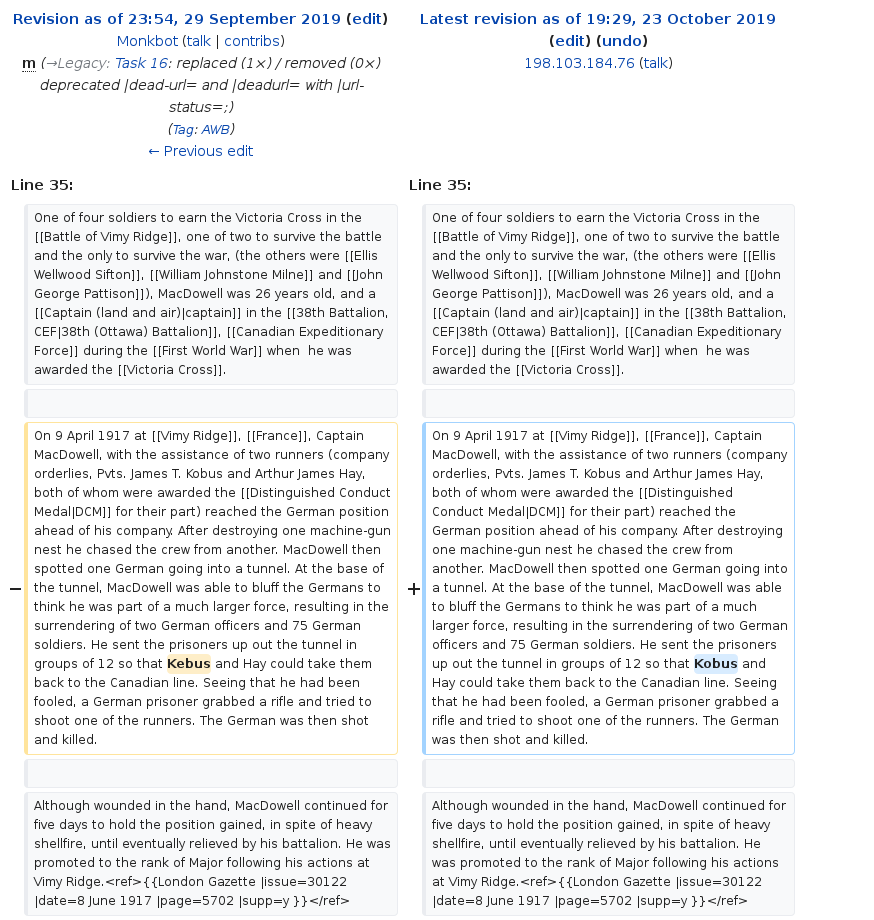 Revision as of 23:54, 29 September 2019 (edit)
Monkbot (talk | contribs)
m (→Legacy: Task 16: replaced (1×) / removed (0×)
deprecated |dead-url= and |deadurl= with |url-
status=;)
(Tag: AWB)
← Previous edit
Latest revision as of 19:29, 23 October 2019
(edit) (undo)
198.103.184.76 (talk)
Line 35:
Line 35:
One of four soldiers to earn the Victoria Cross in the
[[Battle of Vimy Ridge]], one of two to survive the battle
and the only to survive the war, (the others were [[Ellis
Wellwood Sifton]], [[William Johnstone Milne]] and [[John
George Pattison]]), MacDowell was 26 years old, and a
[[Captain (land and air)|captain]] in the [[38th Battalion,
CEF|38th (Ottawa) Battalion]], [[Canadian Expeditionary
Force]] during the [[First World War]] when  he was
awarded the [[Victoria Cross]].
One of four soldiers to earn the Victoria Cross in the
[[Battle of Vimy Ridge]], one of two to survive the battle
and the only to survive the war, (the others were [[Ellis
Wellwood Sifton]], [[William Johnstone Milne]] and [[John
George Pattison]]), MacDowell was 26 years old, and a
[[Captain (land and air)|captain]] in the [[38th Battalion,
CEF|38th (Ottawa) Battalion]], [[Canadian Expeditionary
Force]] during the [[First World War]] when  he was
awarded the [[Victoria Cross]].
−
On 9 April 1917 at [[Vimy Ridge]], [[France]], Captain
MacDowell, with the assistance of two runners (company
orderlies, Pvts. James T. Kobus and Arthur James Hay,
both of whom were awarded the [[Distinguished Conduct
Medal|DCM]] for their part) reached the German position
ahead of his company. After destroying one machine-gun
nest he chased the crew from another. MacDowell then
spotted one German going into a tunnel. At the base of
the tunnel, MacDowell was able to bluff the Germans to
think he was part of a much larger force, resulting in the
surrendering of two German officers and 75 German
soldiers. He sent the prisoners up out the tunnel in
groups of 12 so that Kebus and Hay could take them
back to the Canadian line. Seeing that he had been
fooled, a German prisoner grabbed a rifle and tried to
shoot one of the runners. The German was then shot
and killed.
+
On 9 April 1917 at [[Vimy Ridge]], [[France]], Captain
MacDowell, with the assistance of two runners (company
orderlies, Pvts. James T. Kobus and Arthur James Hay,
both of whom were awarded the [[Distinguished
Conduct Medal|DCM]] for their part) reached the
German position ahead of his company. After destroying
one machine-gun nest he chased the crew from
another. MacDowell then spotted one German going into
a tunnel. At the base of the tunnel, MacDowell was able
to bluff the Germans to think he was part of a much
larger force, resulting in the surrendering of two German
officers and 75 German soldiers. He sent the prisoners
up out the tunnel in groups of 12 so that Kobus and
Hay could take them back to the Canadian line. Seeing
that he had been fooled, a German prisoner grabbed a
rifle and tried to shoot one of the runners. The German
was then shot and killed.
Although wounded in the hand, MacDowell continued for
five days to hold the position gained, in spite of heavy
shellfire, until eventually relieved by his battalion. He was
promoted to the rank of Major following his actions at
Vimy Ridge.<ref>{{London Gazette |issue=30122
|date=8 June 1917 |page=5702 |supp=y }}</ref>
Although wounded in the hand, MacDowell continued for
five days to hold the position gained, in spite of heavy
shellfire, until eventually relieved by his battalion. He
was promoted to the rank of Major following his actions
at Vimy Ridge.<ref>{{London Gazette |issue=30122
|date=8 June 1917 |page=5702 |supp=y }}</ref>